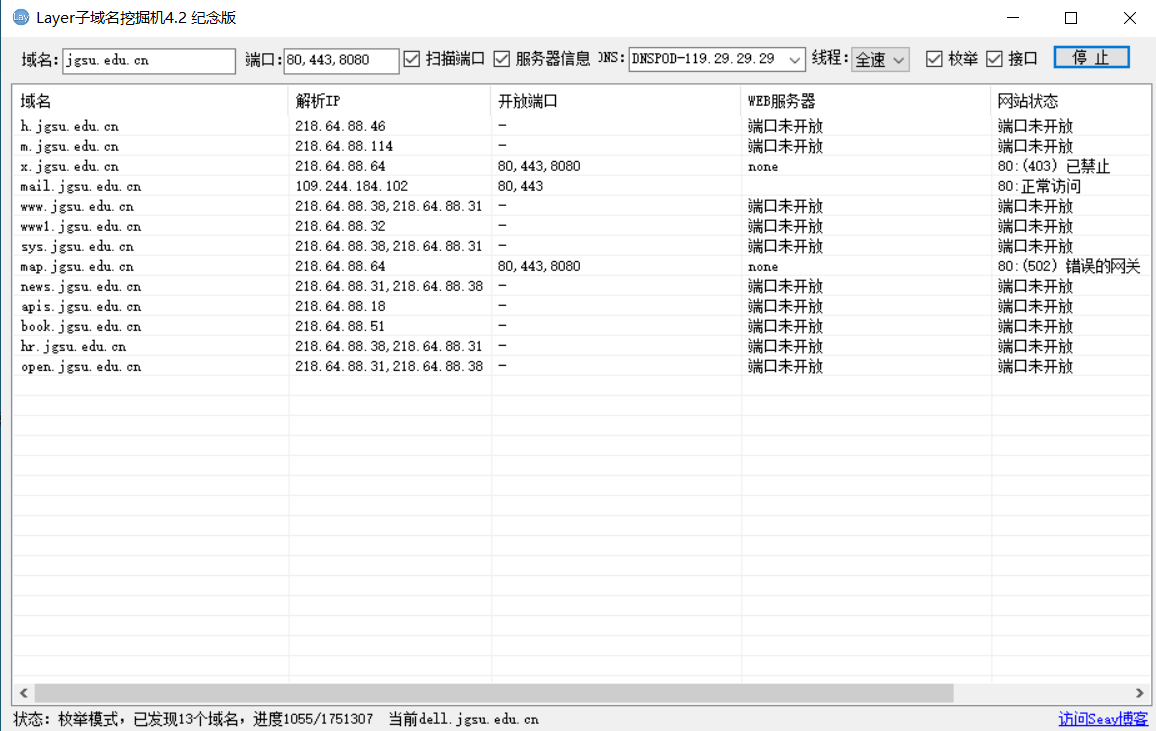 Layer子域名挖掘机4.2 纪念版
域名: jgsu.edu.cn 端口: 80,443,8080 扫描端口 服务器信息 DNS: DNSPOD-119.29.29.29 线程: 全速 枚举 接口 停 止
域名 解析IP 开放端口 WEB服务器 网站状态
h.jgsu.edu.cn 218.64.88.46 - 端口未开放 端口未开放
m.jgsu.edu.cn 218.64.88.114 - 端口未开放 端口未开放
x.jgsu.edu.cn 218.64.88.64 80,443,8080 none 80:(403) 已禁止
mail.jgsu.edu.cn 109.244.184.102 80,443 80:正常访问
www.jgsu.edu.cn 218.64.88.38,218.64.88.31 - 端口未开放 端口未开放
www1.jgsu.edu.cn 218.64.88.32 - 端口未开放 端口未开放
sys.jgsu.edu.cn 218.64.88.38,218.64.88.31 - 端口未开放 端口未开放
map.jgsu.edu.cn 218.64.88.64 80,443,8080 none 80:(502) 错误的网关
news.jgsu.edu.cn 218.64.88.31,218.64.88.38 - 端口未开放 端口未开放
apis.jgsu.edu.cn 218.64.88.18 - 端口未开放 端口未开放
book.jgsu.edu.cn 218.64.88.51 - 端口未开放 端口未开放
hr.jgsu.edu.cn 218.64.88.38,218.64.88.31 - 端口未开放 端口未开放
open.jgsu.edu.cn 218.64.88.31,218.64.88.38 - 端口未开放 端口未开放
状态: 枚举模式，已发现13个域名，进度1055/1751307 当前dell.jgsu.edu.cn 访问Seay博客